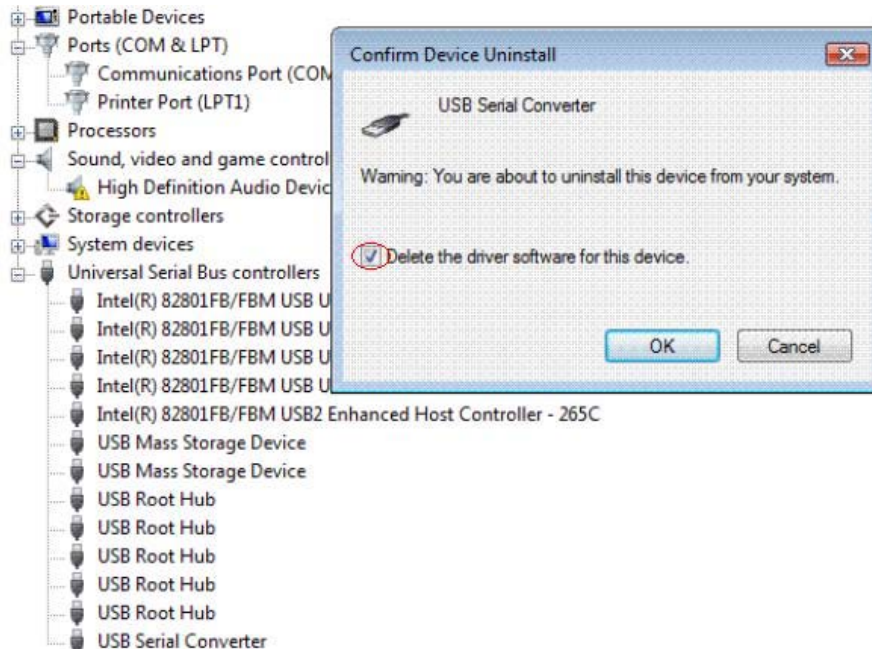 Portable Devices
Ports (COM & LPT)
Communications Port (COM
Printer Port (LPT1)
Processors
Sound, video and game control
High Definition Audio Devic
Storage controllers
System devices
Universal Serial Bus controllers
Intel(R) 82801FB/FBM USB U
Intel(R) 82801FB/FBM USB U
Intel(R) 82801FB/FBM USB U
Intel(R) 82801FB/FBM USB U
Intel(R) 82801FB/FBM USB2 Enhanced Host Controller - 265C
USB Mass Storage Device
USB Mass Storage Device
USB Root Hub
USB Root Hub
USB Root Hub
USB Root Hub
USB Root Hub
USB Serial Converter
Confirm Device Uninstall
USB Serial Converter
Warning: You are about to uninstall this device from your system.
Delete the driver software for this device.
OK
Cancel